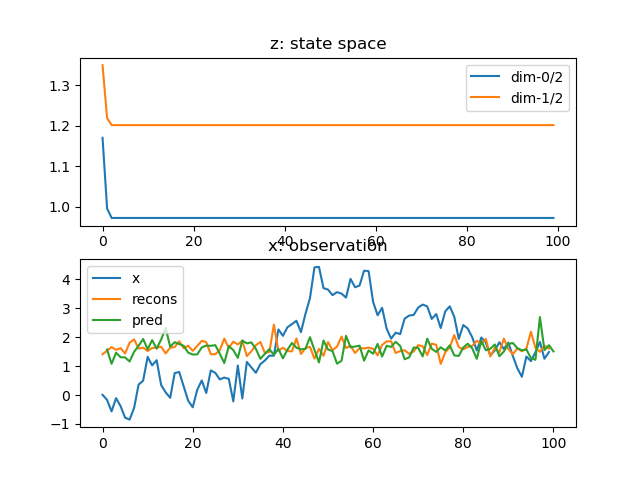 z: state space
dim-0/2
dim-1/2
1.3
1.2
1.1
1.0
0 20 40 60 80 100
x: observation
x
recons
pred
4
3
2
1
0
−1
0 20 40 60 80 100